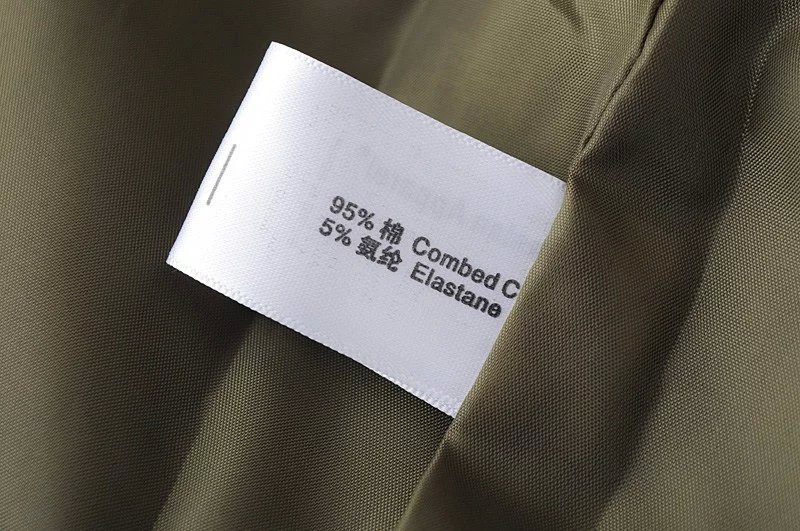 95% 棉 Combed C
5% 氨纶 Elastane